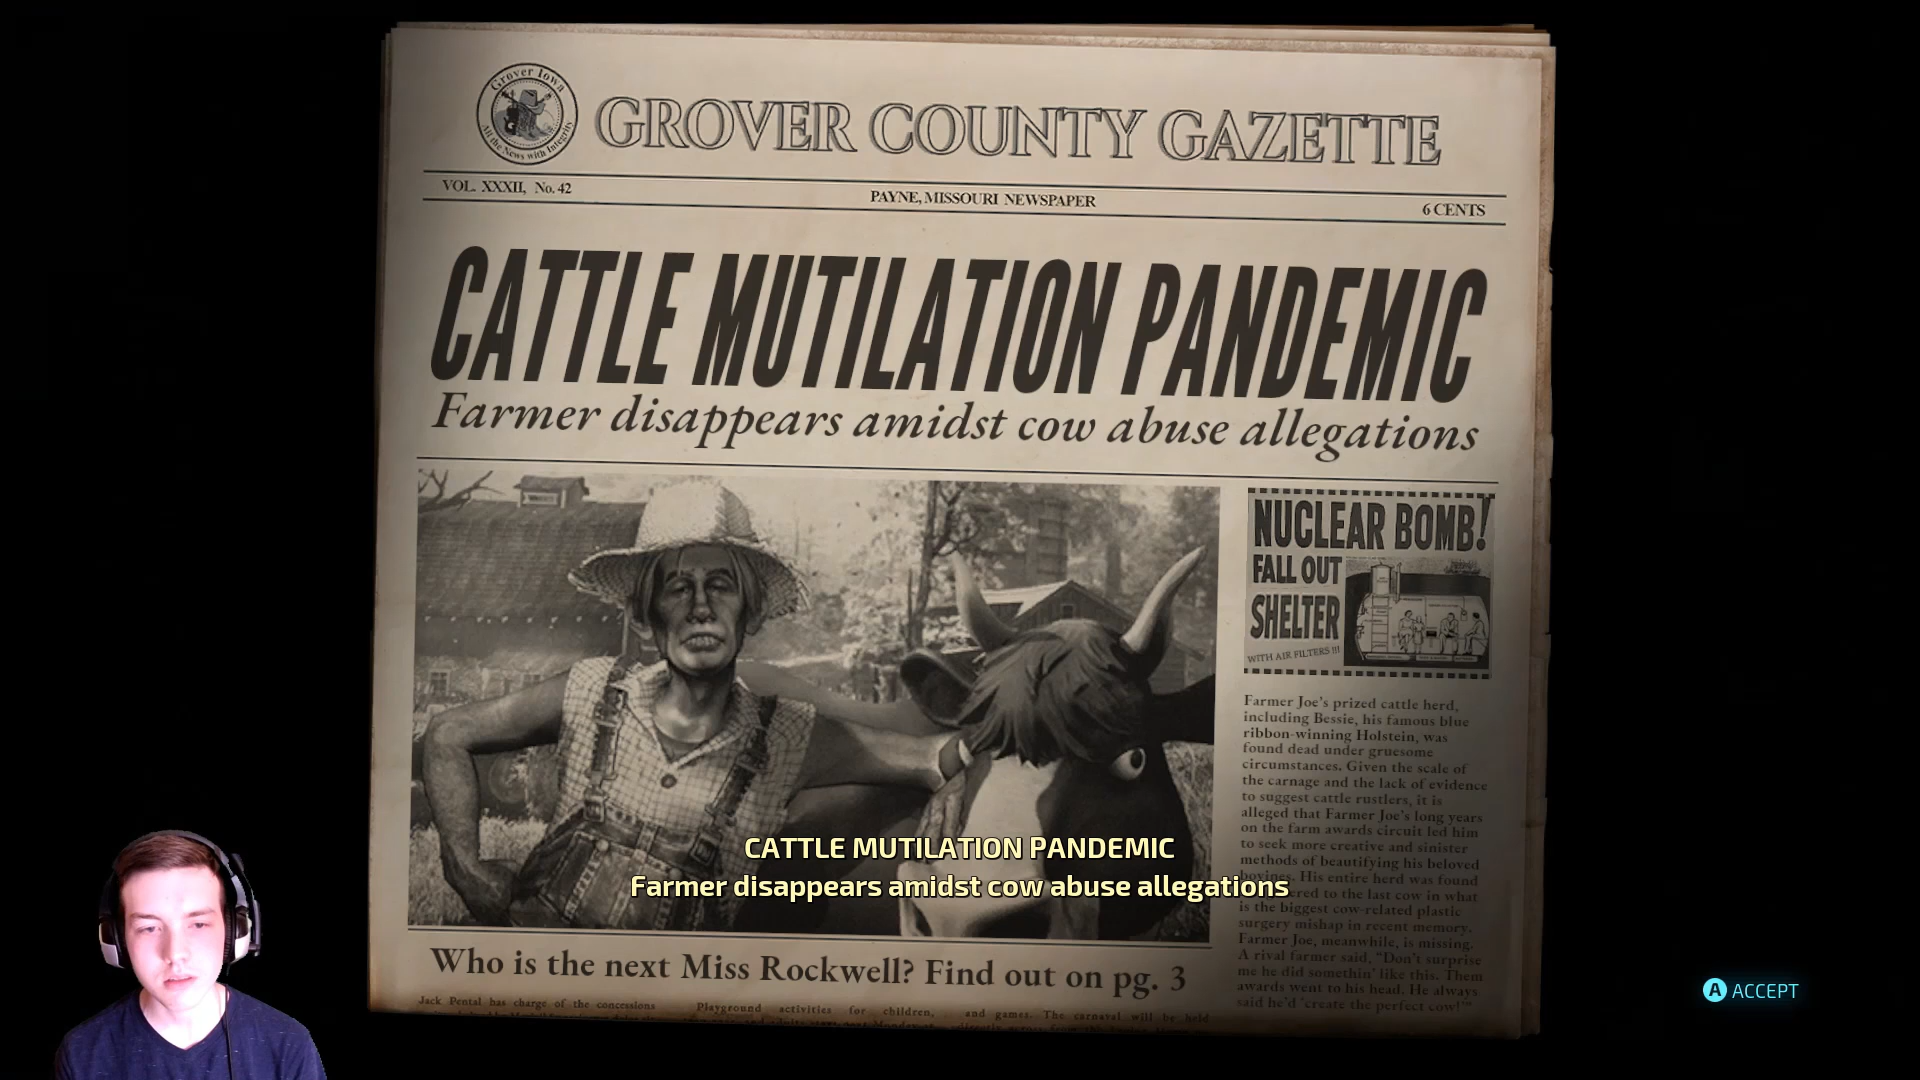 Grover Iowa
All the News with Integrity
GROVER COUNTY GAZETTE
VOL. XXXII, No. 42
PAYNE, MISSOURI NEWSPAPER
6 CENTS
CATTLE MUTILATION PANDEMIC
Farmer disappears amidst cow abuse allegations
NUCLEAR BOMB!
FALL OUT
SHELTER
WITH AIR FILTERS !!!
Farmer Joe's prized cattle herd,
including Bessie, his famous blue
ribbon-winning Holstein, was
found dead under gruesome
circumstances. Given the scale of
the carnage and the lack of evidence
to suggest cattle rustlers, it is
alleged that Farmer Joe's long years
on the farm awards circuit led him
to seek more creative and sinister
methods of beautifying his beloved
bovines. His entire herd was found
to the last cow in what
is the biggest cow-related plastic
surgery mishap in recent memory.
Farmer Joe, meanwhile, is missing.
A rival farmer said, "Don't surprise
me he did somethin' like this. Them
awards went to his head. He always
said he'd 'create the perfect cow!'"
CATTLE MUTILATION PANDEMIC
Farmer disappears amidst cow abuse allegations
Who is the next Miss Rockwell? Find out on pg. 3
Jack Pental has charge of the concessions
Playground activities for children,
and games. The carnaval will be held
A ACCEPT